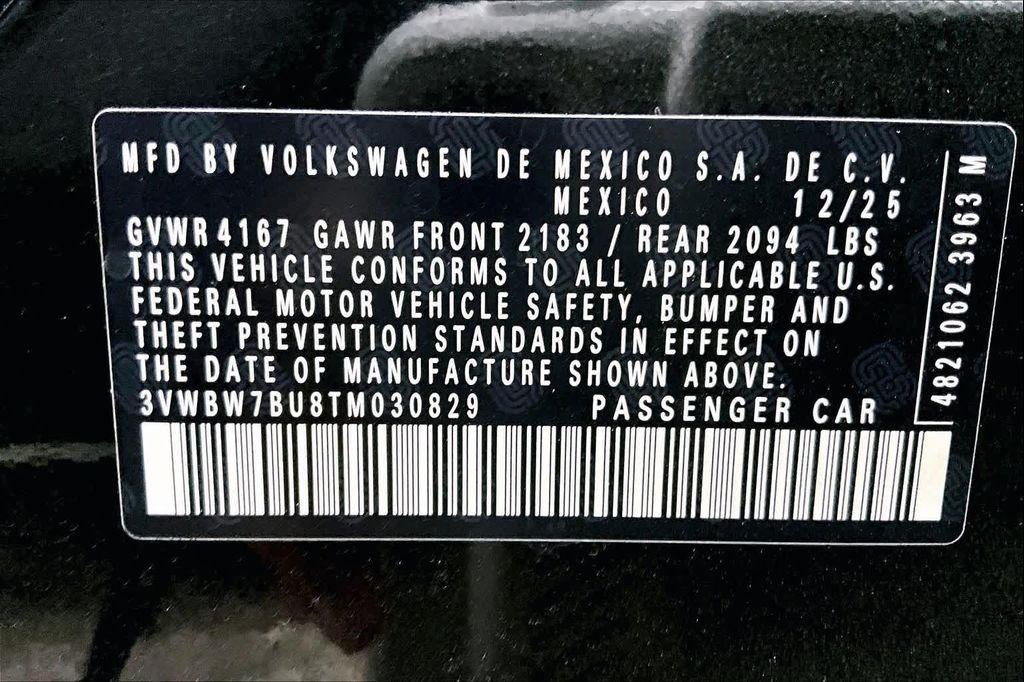 MFD BY VOLKSWAGEN DE MEXICO S.A. DE C.V.
MEXICO 12/25
GVWR 4167 GAWR FRONT 2183 / REAR 2094 LBS
THIS VEHICLE CONFORMS TO ALL APPLICABLE U.S.
FEDERAL MOTOR VEHICLE SAFETY, BUMPER AND
THEFT PREVENTION STANDARDS IN EFFECT ON
THE DATE OF MANUFACTURE SHOWN ABOVE.
3VWBW7BU8TM030829 PASSENGER CAR
4821062 3963 M